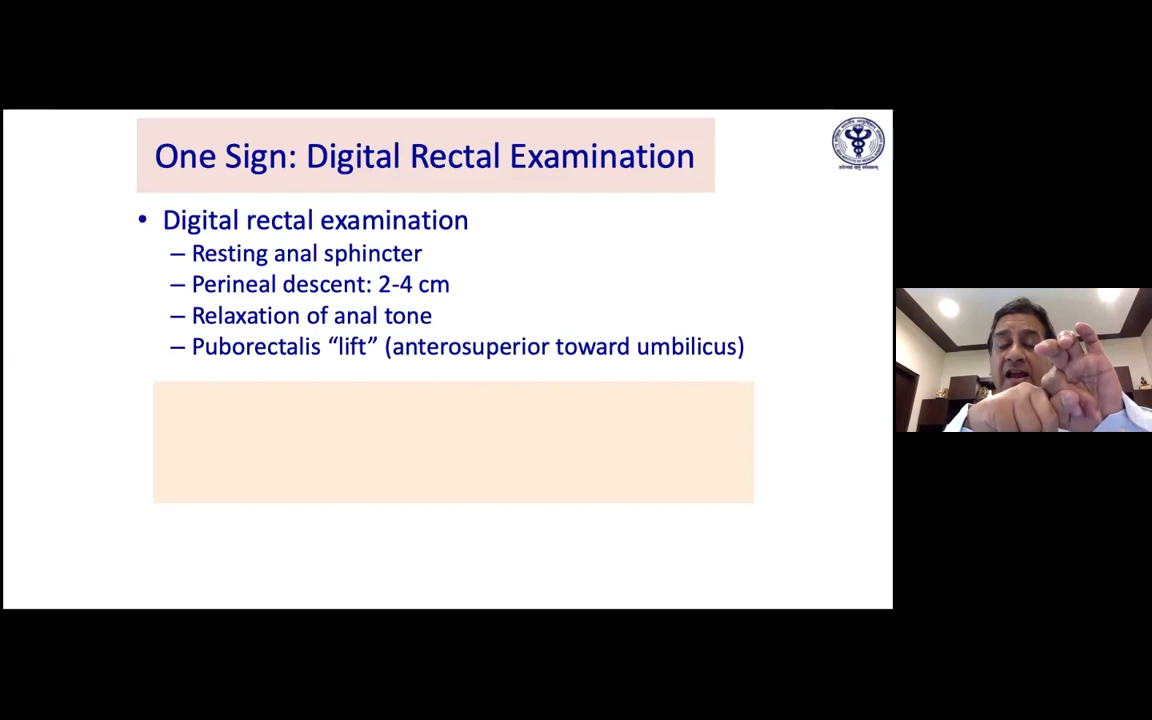 One Sign: Digital Rectal Examination
• Digital rectal examination
– Resting anal sphincter
– Perineal descent: 2-4 cm
– Relaxation of anal tone
– Puborectalis “lift” (anterosuperior toward umbilicus)